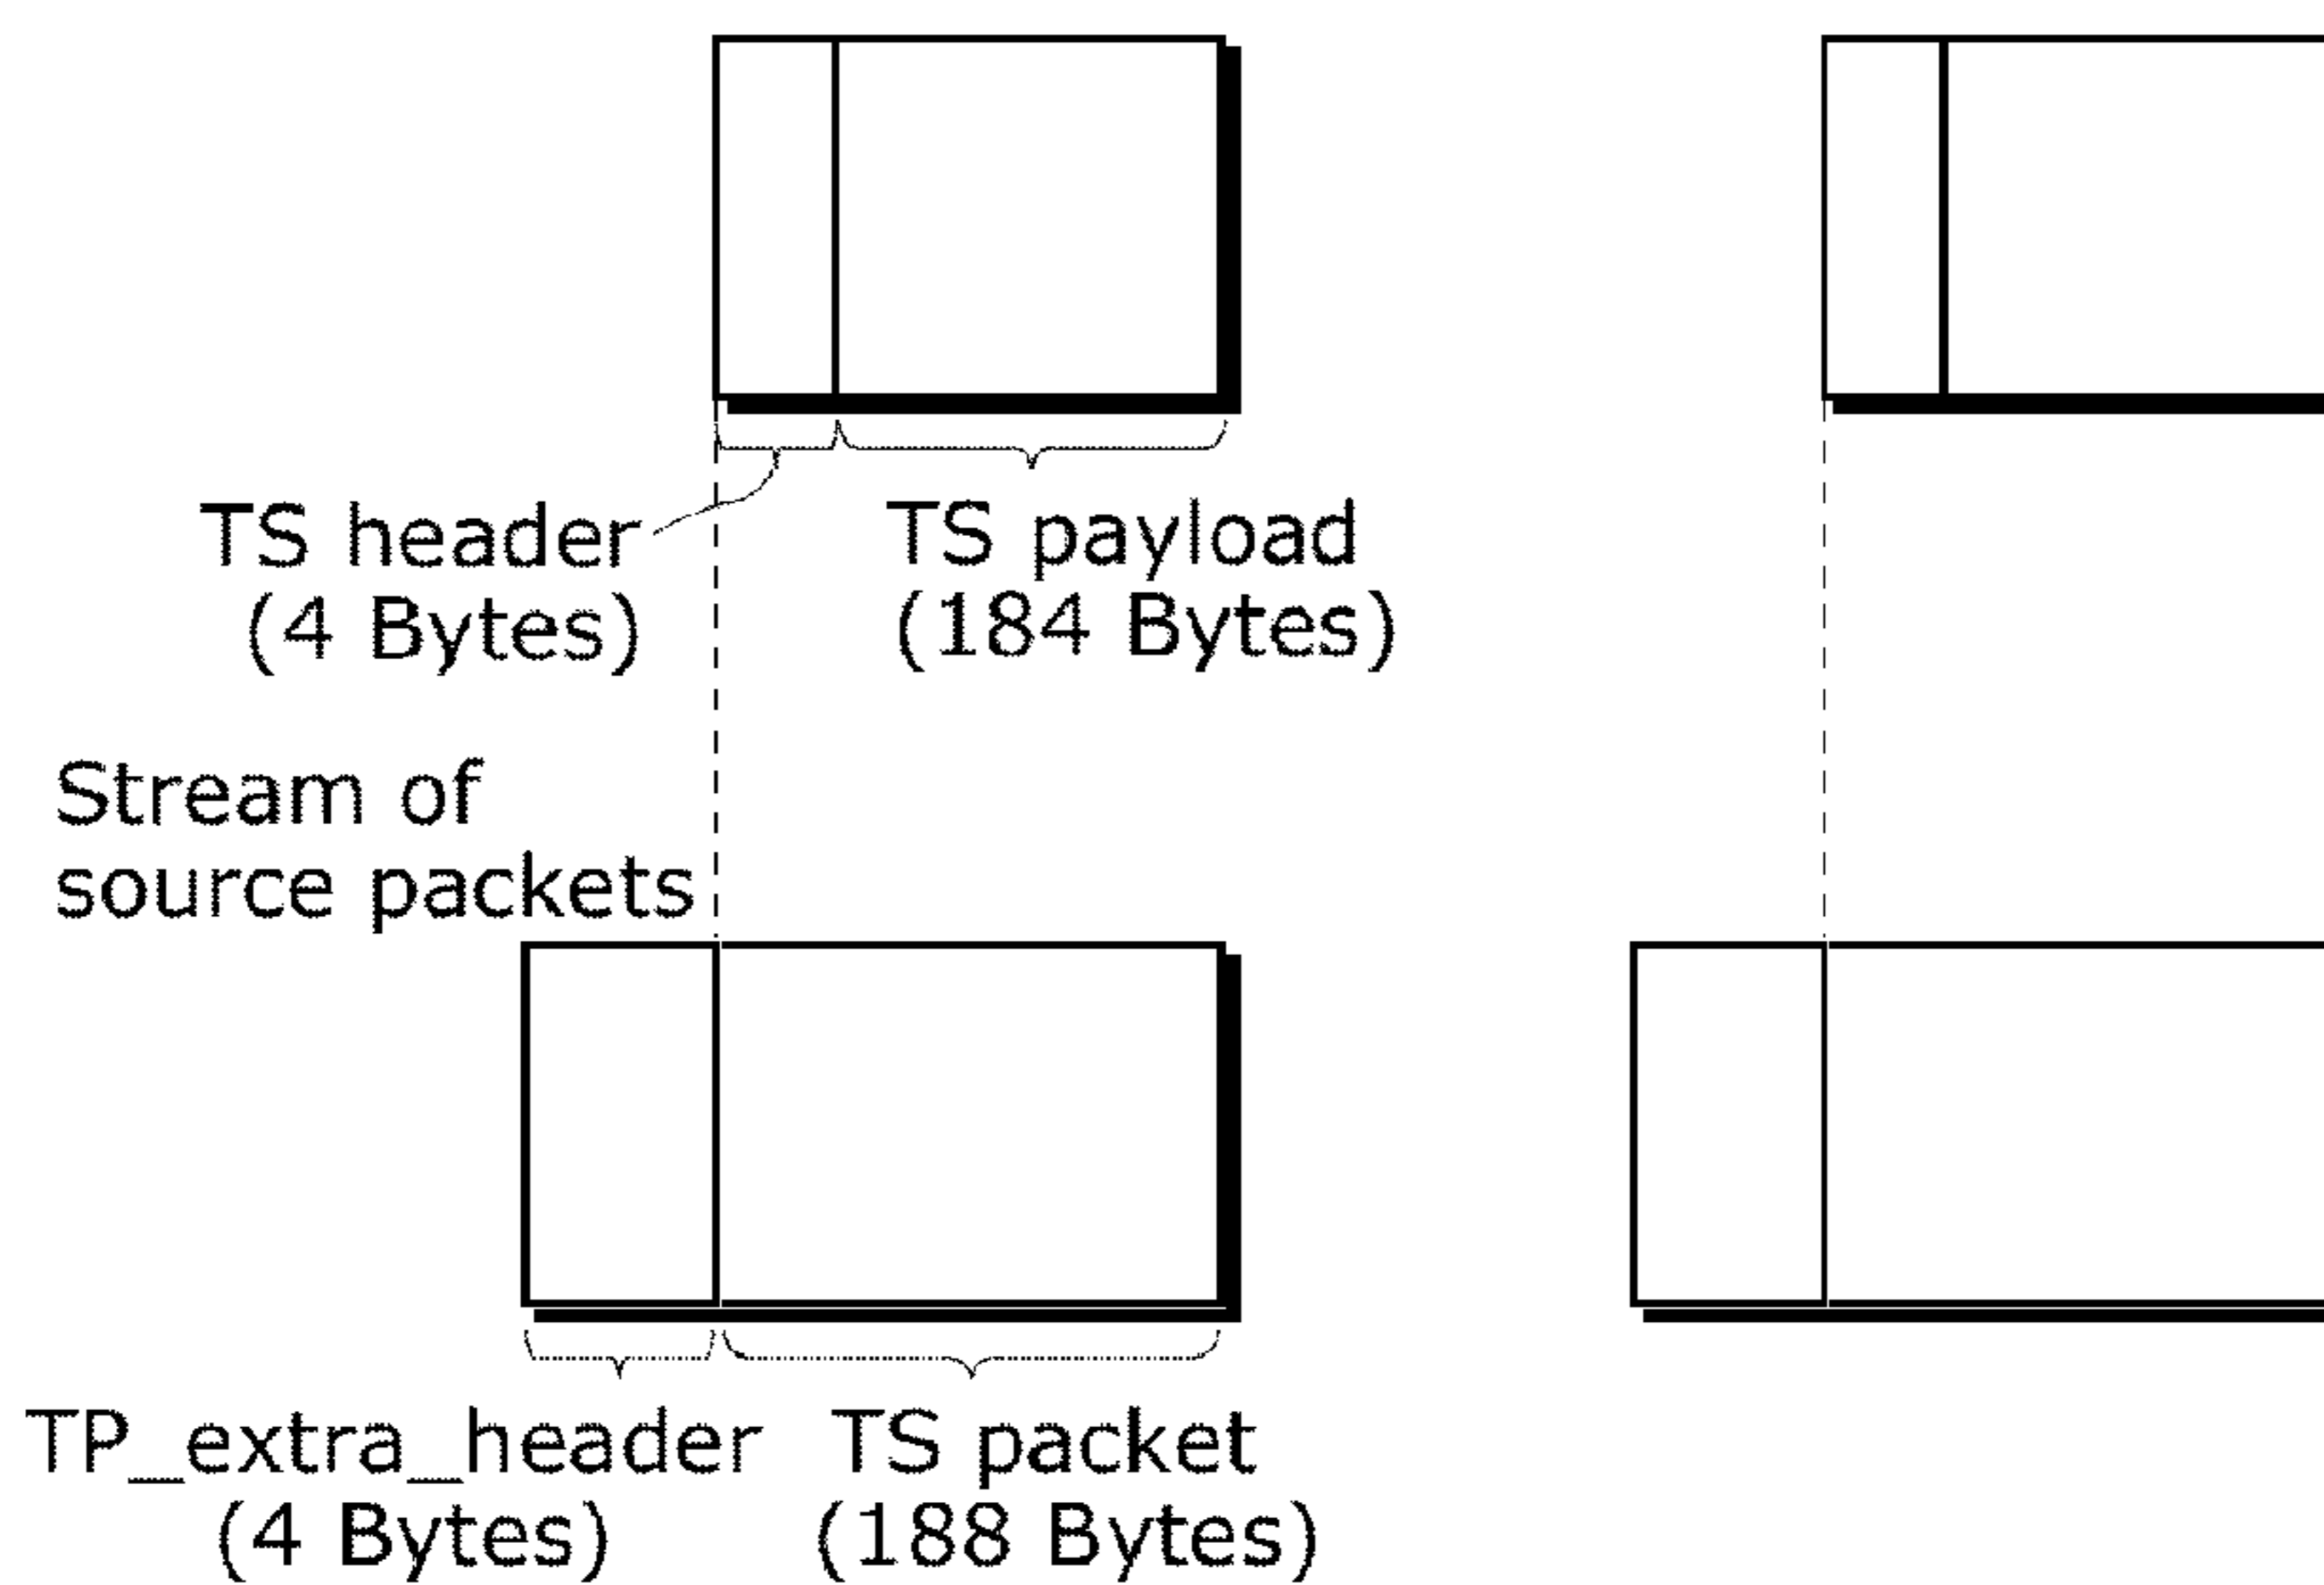 TS header
(4 Bytes)
TS payload
(184 Bytes)
Stream of
source packets
TP_extra_header
(4 Bytes)
TS packet
(188 Bytes)